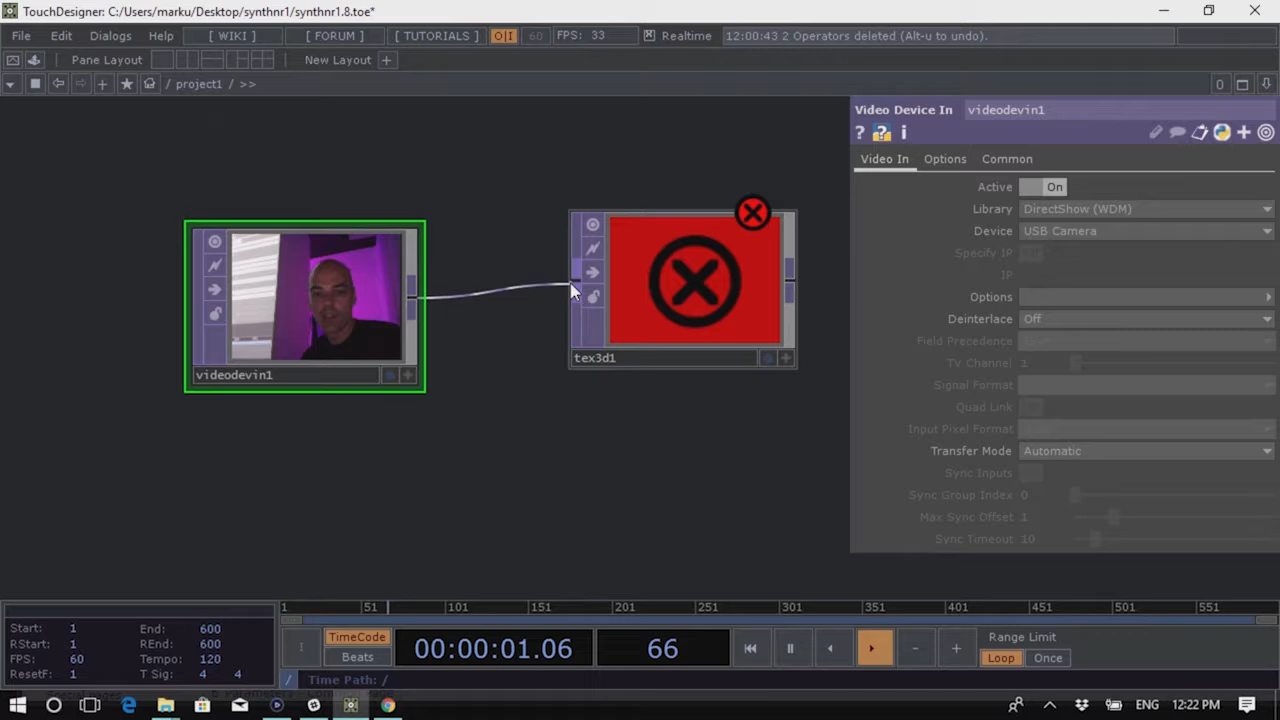 TouchDesigner: C:/Users/marku/Desktop/synthnr1/synthnr1.8.toe*
File Edit Dialogs Help [ WIKI ] [ FORUM ] [ TUTORIALS ] O|I 60 FPS: 33 Realtime 12:00:43 2 Operators deleted (Alt-u to undo).
Pane Layout New Layout +
/ project1 / >> 0
Video Device In videodevin1
? ? i
Video In Options Common
Active On
Library DirectShow (WDM)
Device USB Camera
Specify IP
IP
Options
Deinterlace Off
Field Precedence
TV Channel 1
Signal Format
Quad Link
Input Pixel Format
Transfer Mode Automatic
Sync Inputs
Sync Group Index 0
Max Sync Offset 1
Sync Timeout 10
videodevin1
tex3d1
1 51 101 151 201 251 301 351 401 451 501 551
Start: 1 End: 600
RStart: 1 REnd: 600
FPS: 60 Tempo: 120
ResetF: 1 T Sig: 4 4
TimeCode
Beats
00:00:01.06 66
Range Limit
Loop Once
/ Time Path: /
ENG 12:22 PM